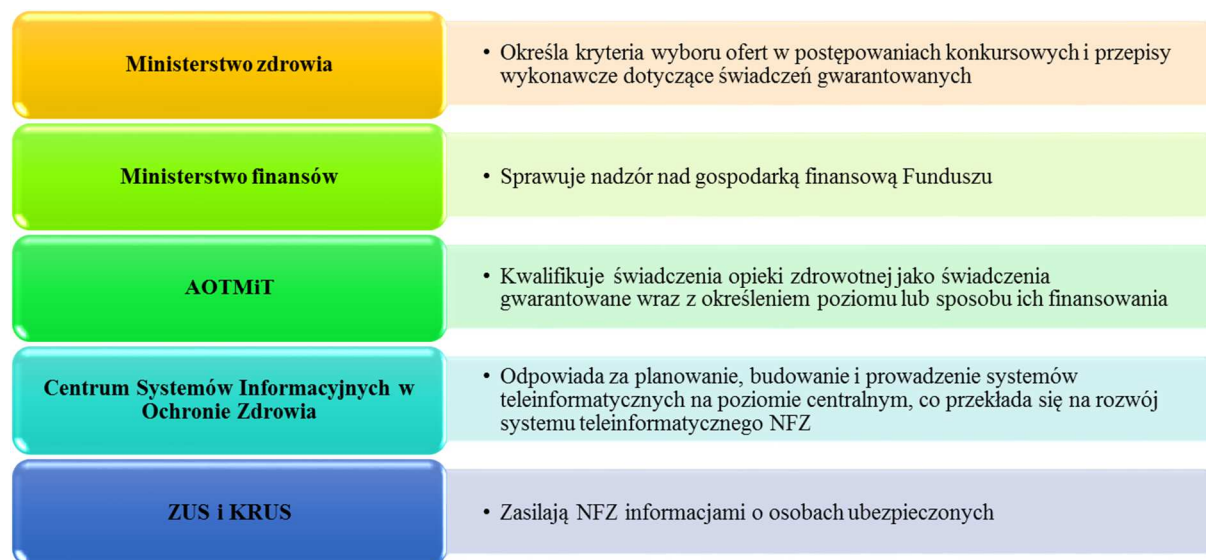 Ministerstwo zdrowia
• Określa kryteria wyboru ofert w postępowaniach konkursowych i przepisy
wykonawcze dotyczące świadczeń gwarantowanych
Ministerstwo finansów
• Sprawuje nadzór nad gospodarką finansową Funduszu
AOTMiT
• Kwalifikuje świadczenia opieki zdrowotnej jako świadczenia
gwarantowane wraz z określeniem poziomu lub sposobu ich finansowania
Centrum Systemów Informacyjnych w
Ochronie Zdrowia
• Odpowiada za planowanie, budowanie i prowadzenie systemów
teleinformatycznych na poziomie centralnym, co przekłada się na rozwój
systemu teleinformatycznego NFZ
ZUS i KRUS
• Zasilają NFZ informacjami o osobach ubezpieczonych